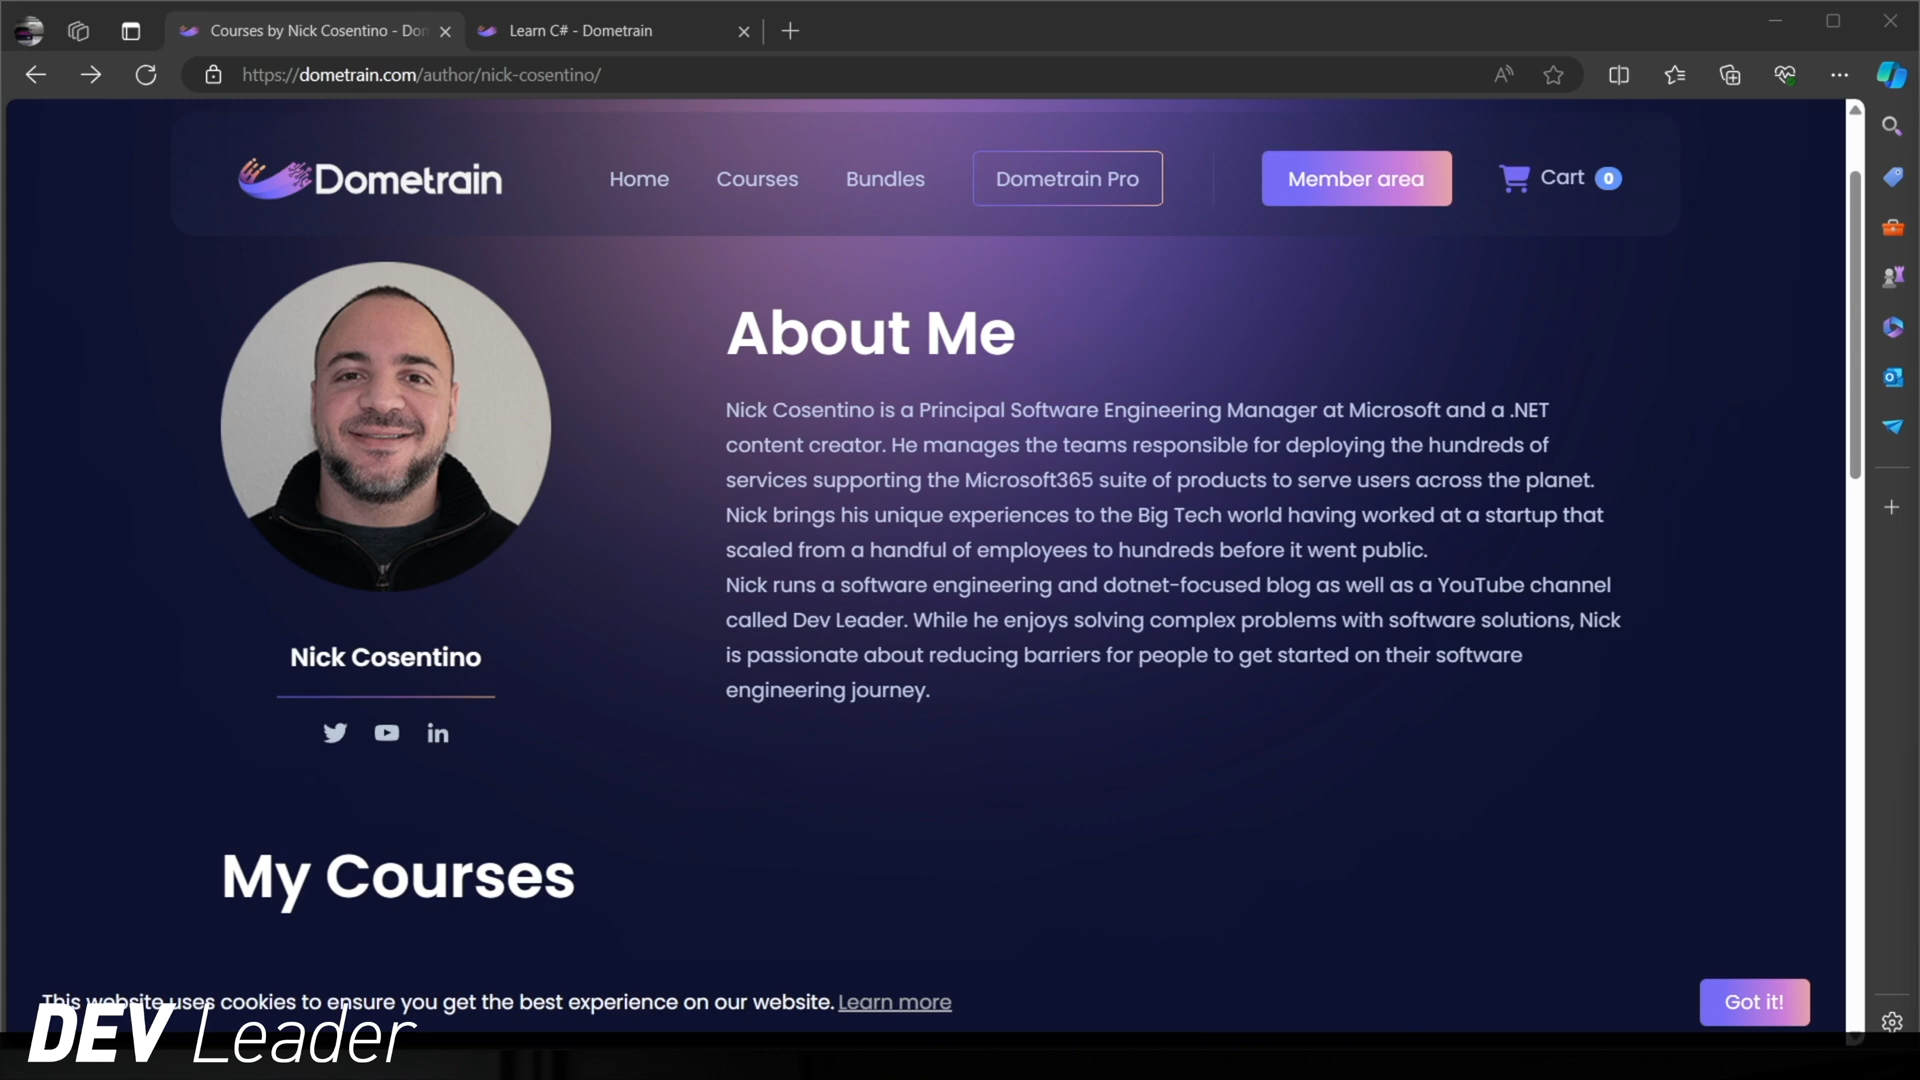 Courses by Nick Cosentino - Don
Learn C# - Dometrain
https://dometrain.com/author/nick-cosentino/
Dometrain
Home
Courses
Bundles
Dometrain Pro
Member area
Cart
0
About Me
Nick Cosentino is a Principal Software Engineering Manager at Microsoft and a .NET
content creator. He manages the teams responsible for deploying the hundreds of
services supporting the Microsoft365 suite of products to serve users across the planet.
Nick brings his unique experiences to the Big Tech world having worked at a startup that
scaled from a handful of employees to hundreds before it went public.
Nick runs a software engineering and dotnet-focused blog as well as a YouTube channel
called Dev Leader. While he enjoys solving complex problems with software solutions, Nick
is passionate about reducing barriers for people to get started on their software
engineering journey.
Nick Cosentino
My Courses
This website uses cookies to ensure you get the best experience on our website. Learn more
Got it!
DEV Leader